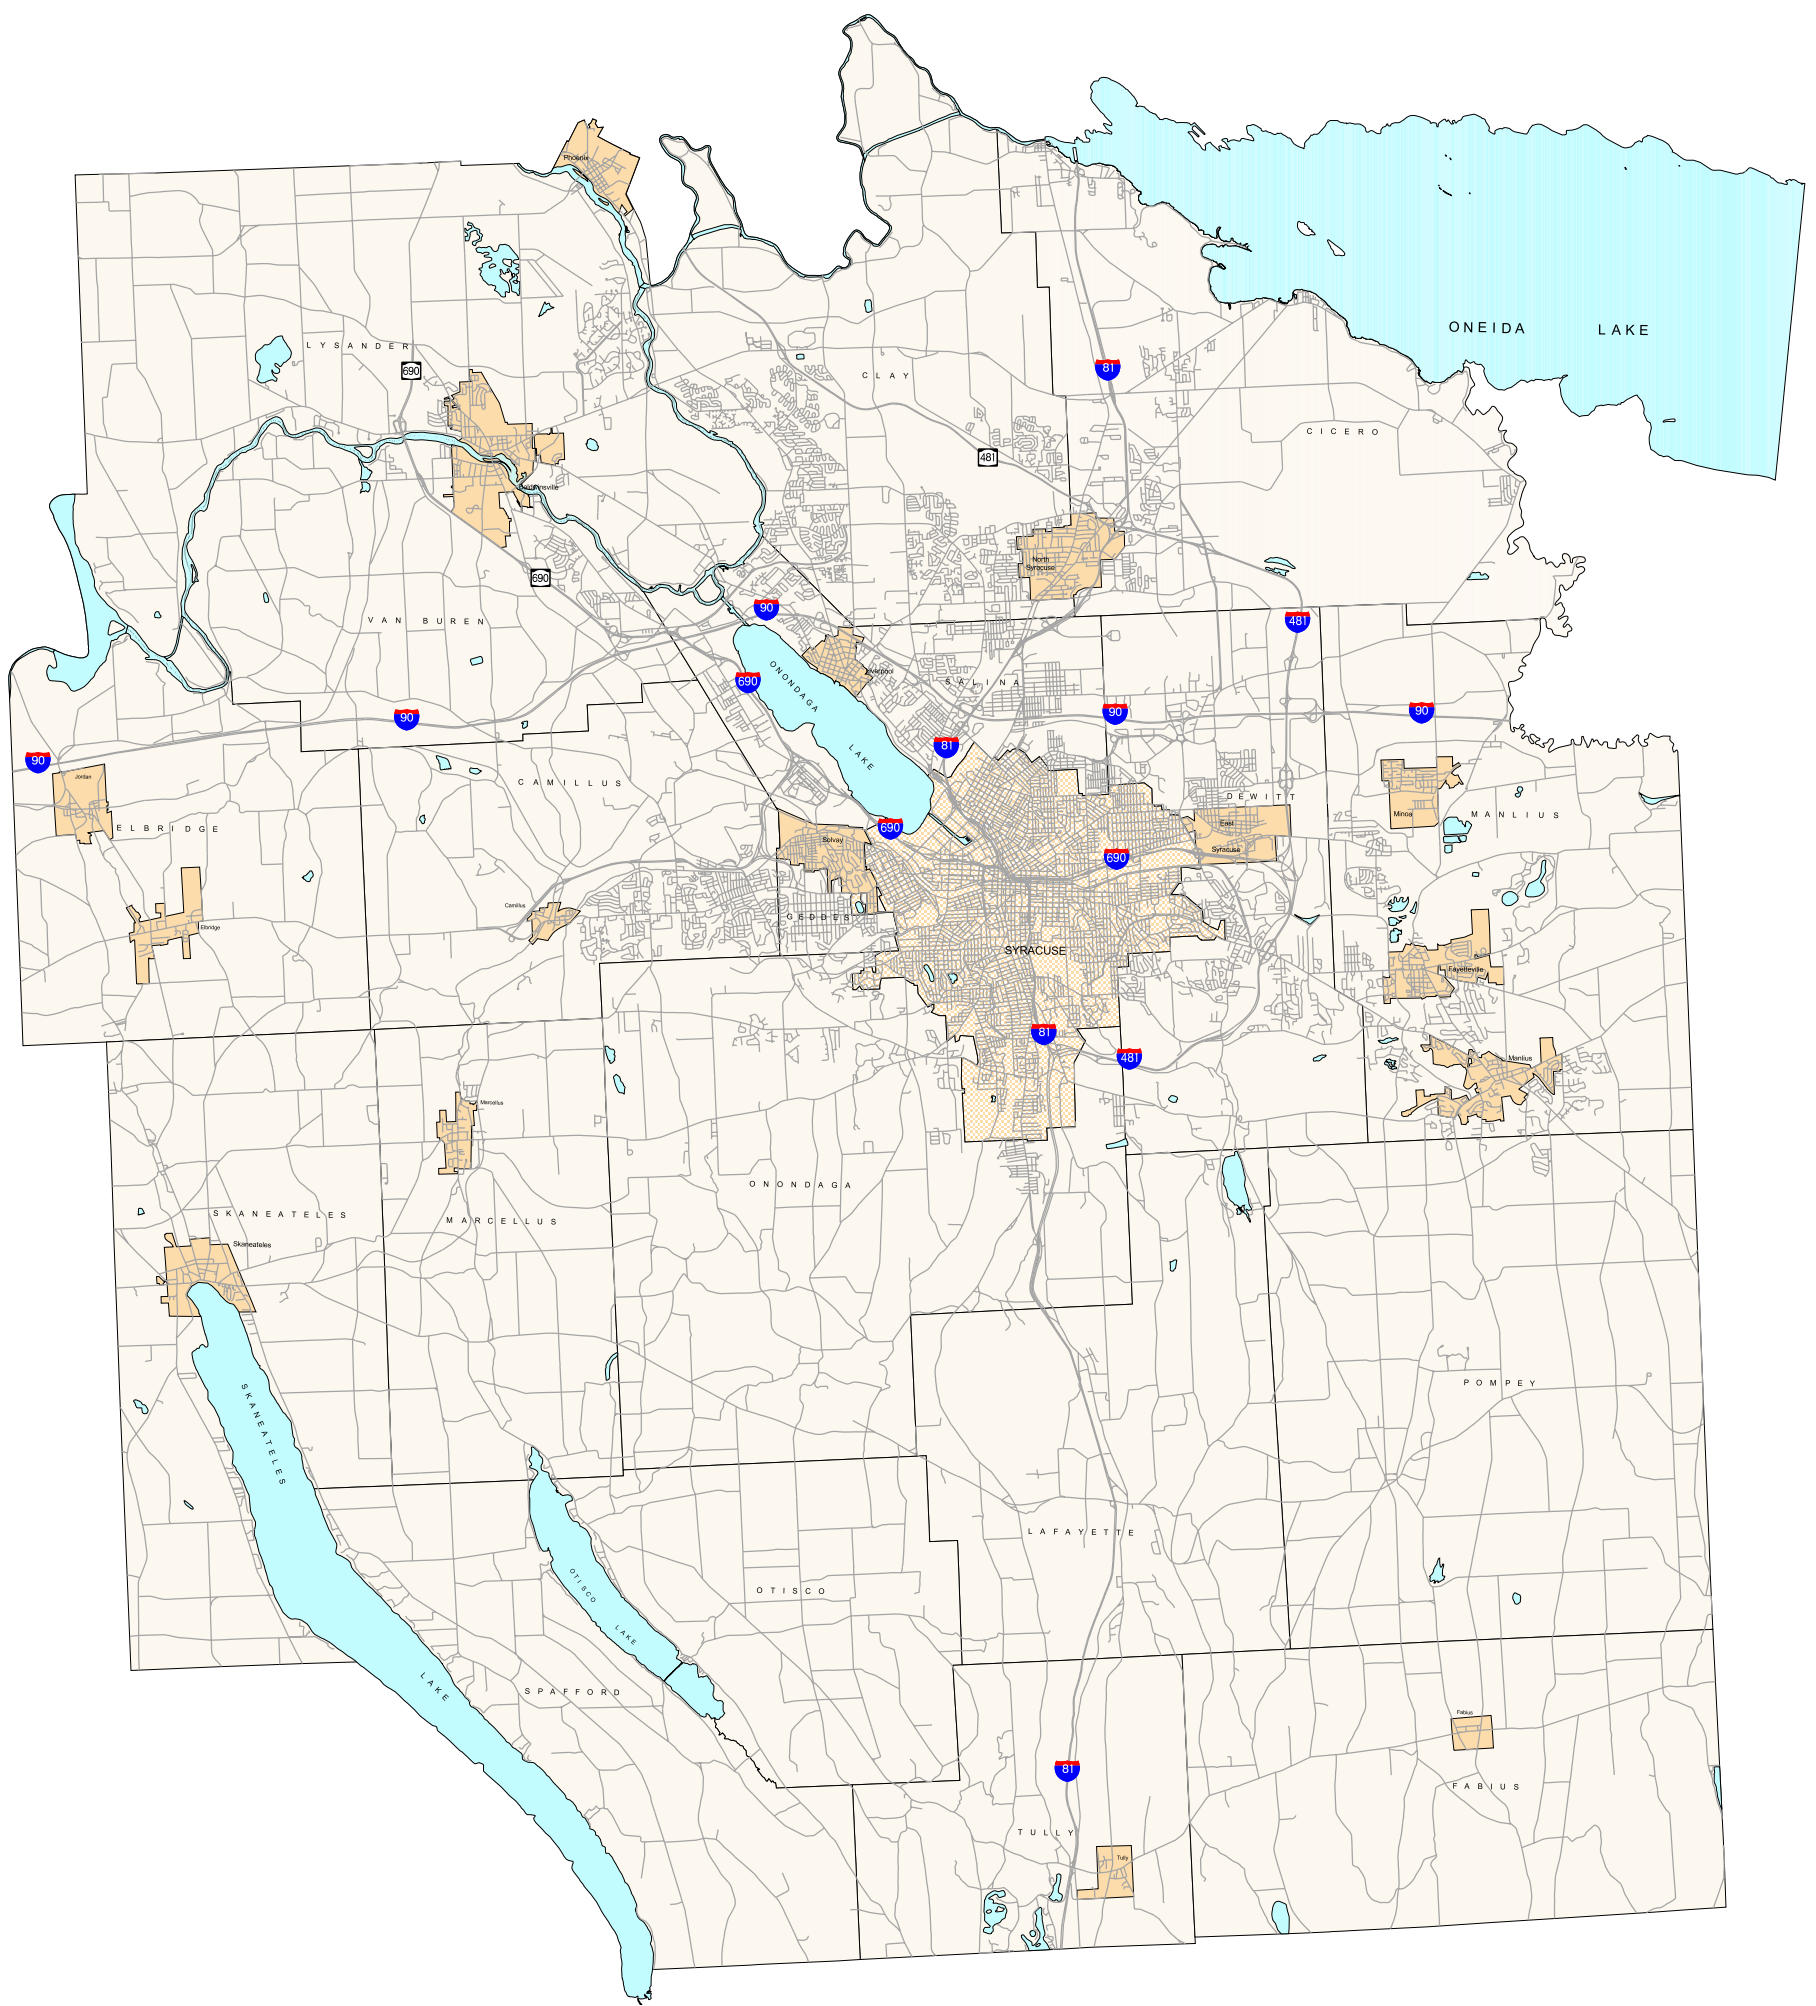 Phoenix
ONEIDA LAKE
LYSANDER
690
81
CLAY
CICERO
481
Baldwinsville
North
Syracuse
690
90
481
VAN BUREN
Liverpool
ONONDAGA
LAKE
690
SALINA
90
90
90
81
90
Jordan
CAMILLUS
DEWITT
ELBRIDGE
690
Solvay
East
Syracuse
Minoa
MANLIUS
690
Camillus
GEDDES
Elbridge
SYRACUSE
Fayetteville
81
481
Manlius
Marcellus
ONONDAGA
SKANEATELES
MARCELLUS
Skaneateles
POMPEY
SKANEATELES
LAKE
LAFAYETTE
OTISCO
LAKE
OTISCO
SPAFFORD
Fabius
81
FABIUS
TULLY
Tully